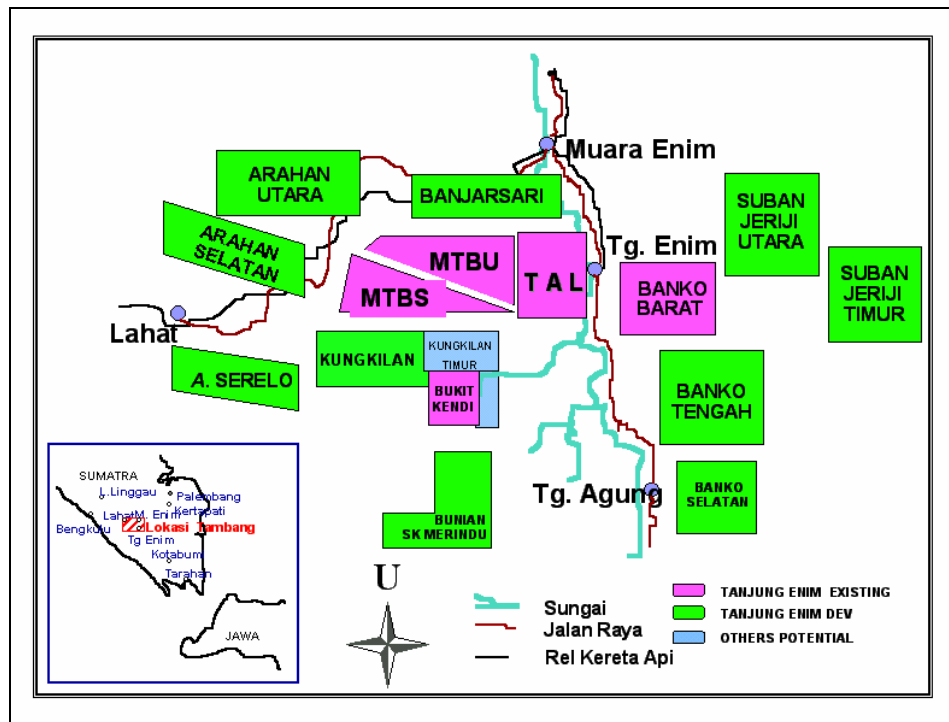 Muara Enim
ARAHAN
UTARA
BANJARSARI
SUBAN
JERIJI
UTARA
ARAHAN
SELATAN
MTBU
MTBS
T A L
Tg. Enim
BANKO
BARAT
SUBAN
JERIJI
TIMUR
Lahat
KUNGKILAN
KUNGKILAN
TIMUR
A. SERELO
BUKIT
KENDI
BANKO
TENGAH
Tg. Agung
BANKO
SELATAN
BUNIAN
SK MERINDU
SUMATRA
L.Linggau
Palembang
Kertapati
Lahat
M. Enim
Bengkulu
Lokasi Tambang
Tg Enim
Kotabum
Tarahan
JAWA
U
Sungai
Jalan Raya
Rel Kereta Api
TANJUNG ENIM EXISTING
TANJUNG ENIM DEV
OTHERS POTENTIAL